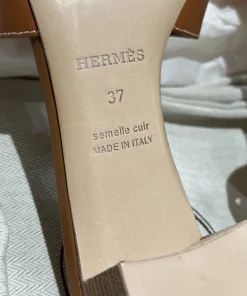 HERMÈS
37
semelle cuir
MADE IN ITALY